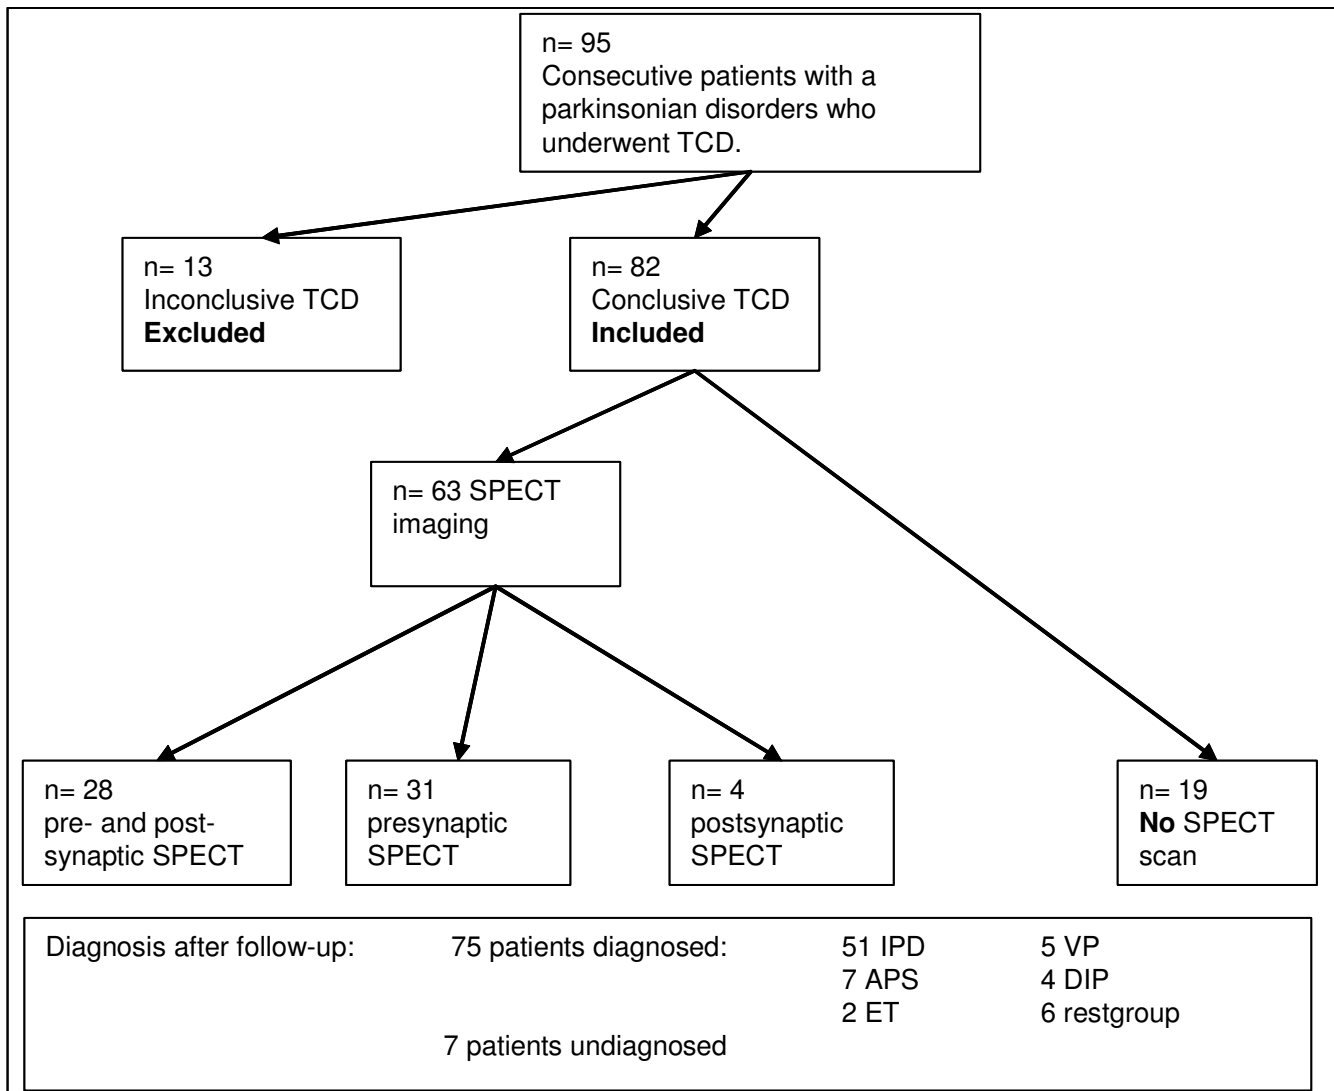 n= 95
Consecutive patients with a
parkinsonian disorders who
underwent TCD.
n= 13
Inconclusive TCD
Excluded
n= 82
Conclusive TCD
Included
n= 63 SPECT
imaging
n= 28
pre- and post-
synaptic SPECT
n= 31
presynaptic
SPECT
n= 4
postsynaptic
SPECT
n= 19
No SPECT
scan
Diagnosis after follow-up: 75 patients diagnosed: 51 IPD 5 VP
7 APS 4 DIP
2 ET 6 restgroup
7 patients undiagnosed